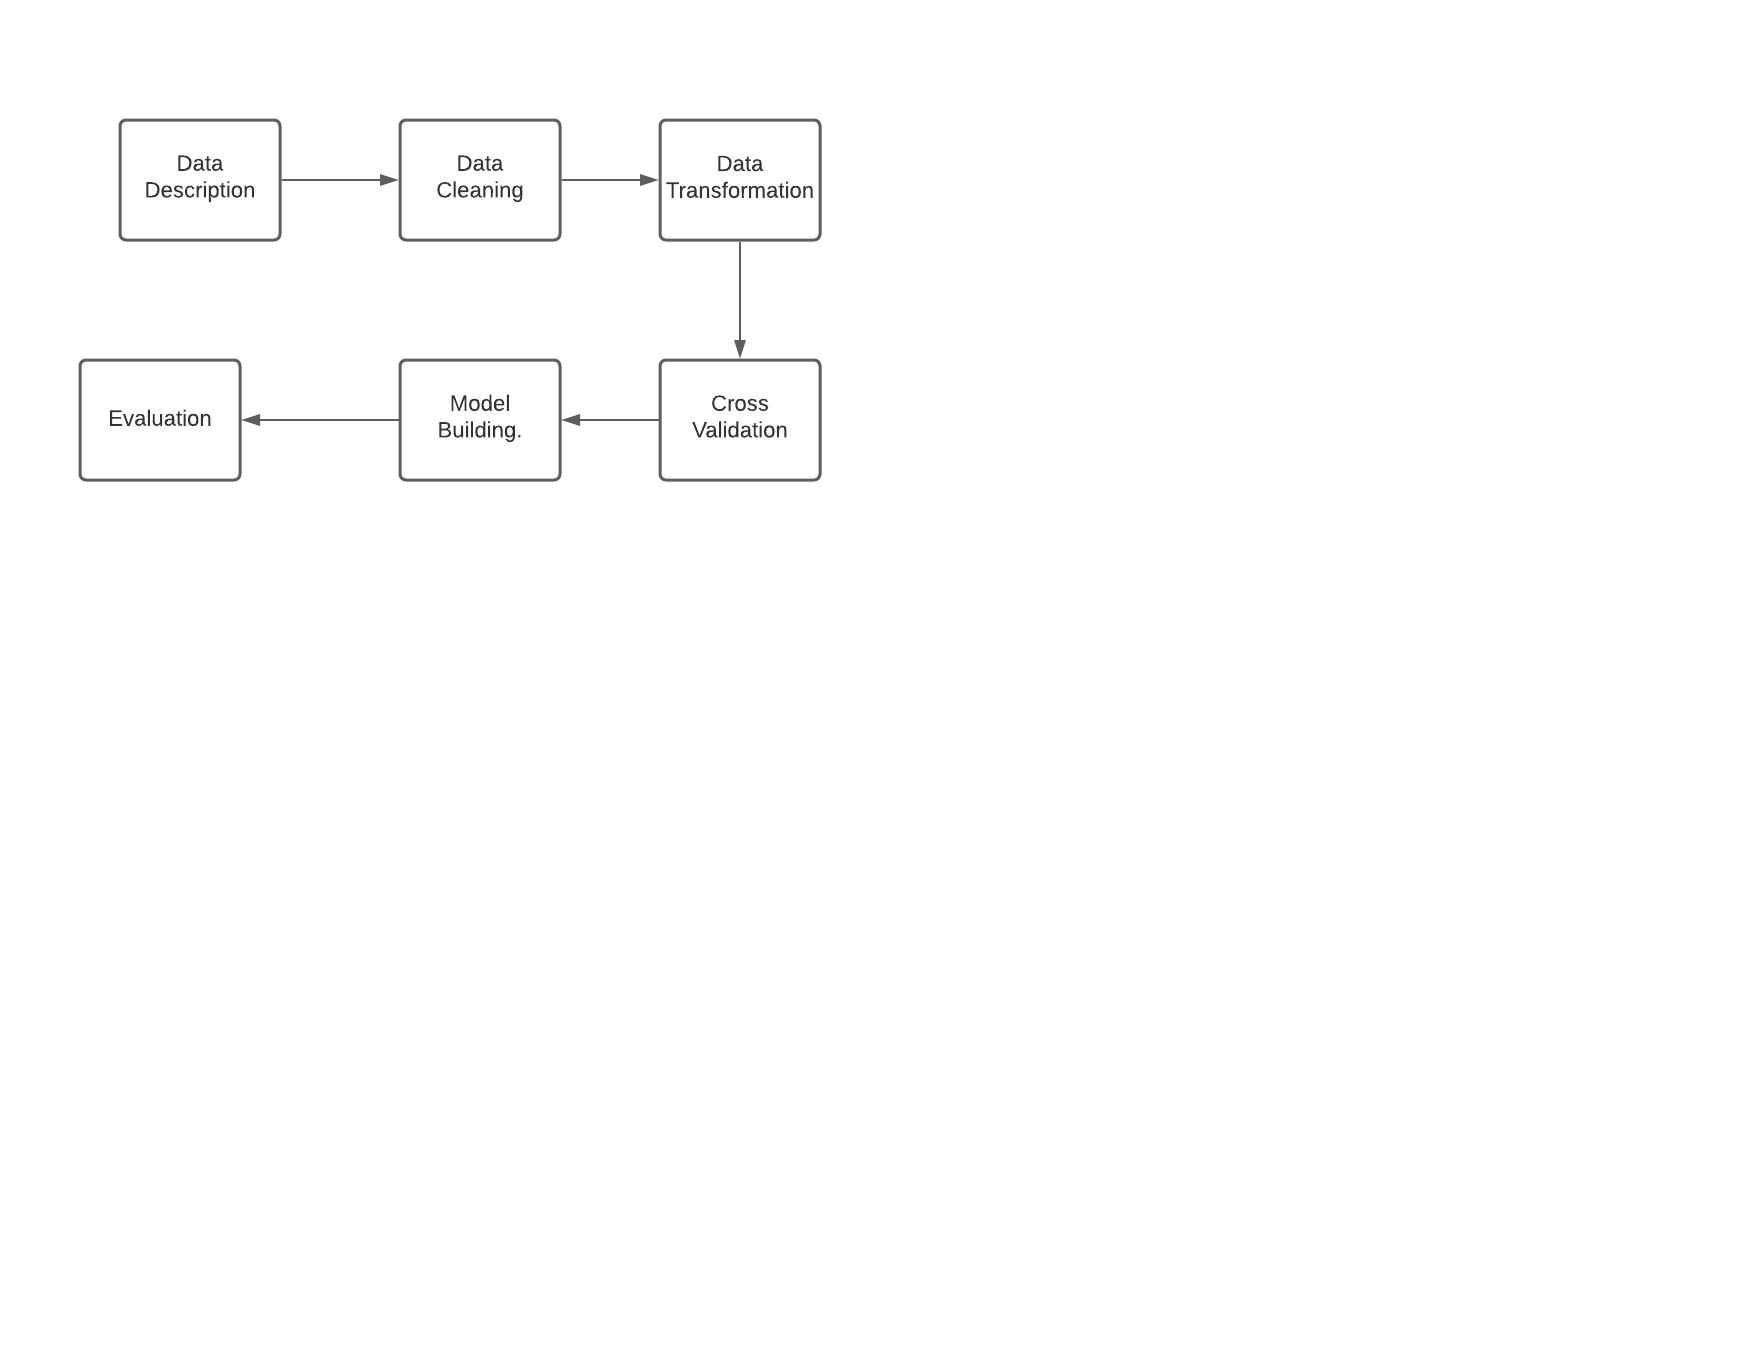 Data
Description
Data
Cleaning
Data
Transformation
Cross
Validation
Model
Building.
Evaluation